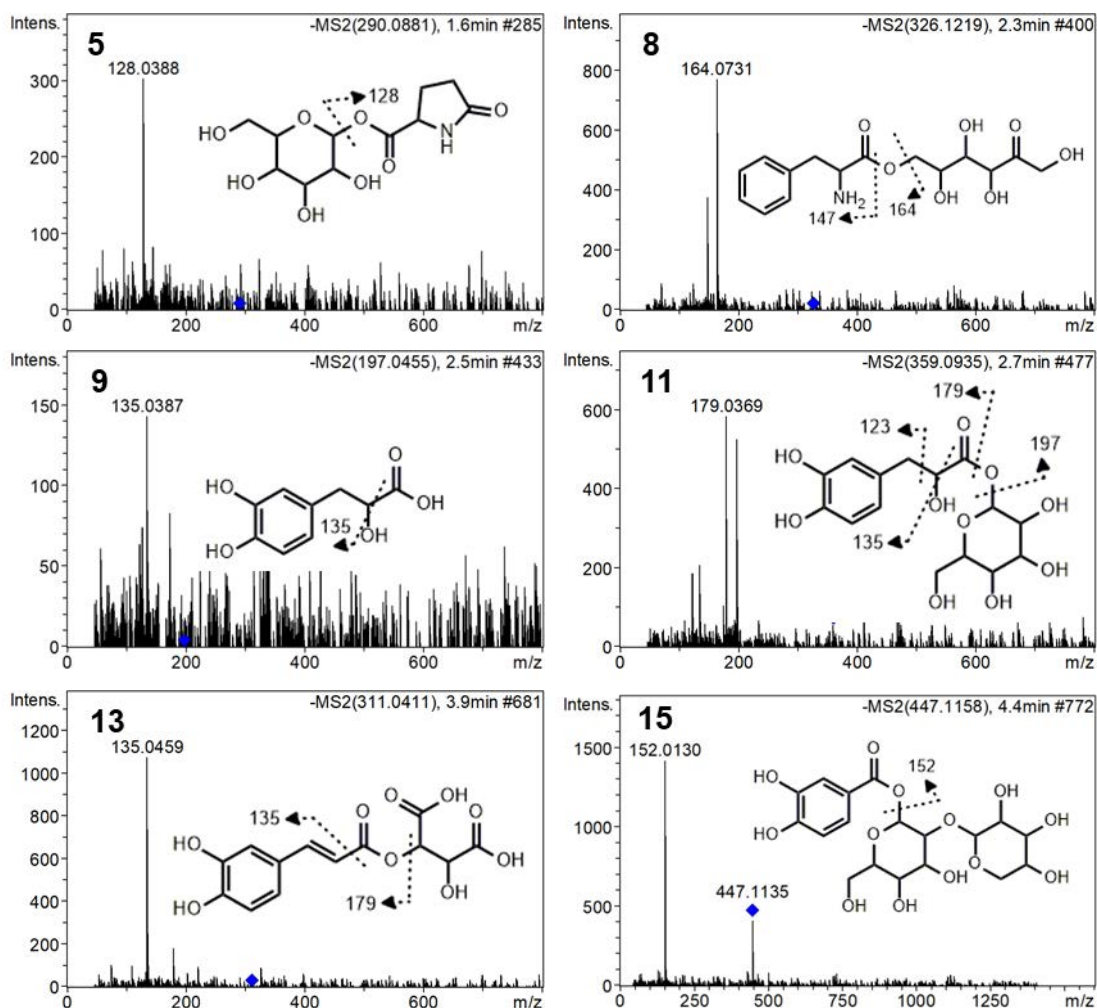 Intens.
-MS2(290.0881), 1.6min #285
5
128.0388
300
200
100
0
0 200 400 600 m/z
128
O
O
O
O
N
H
HO
HO
OH
OH
Intens.
-MS2(326.1219), 2.3min #400
8
164.0731
800
600
400
200
0
0 200 400 600 m/z
O
OH
O
OH
O
NH2
OH
OH
147
164
Intens.
-MS2(197.0455), 2.5min #433
9
135.0387
150
100
50
0
0 200 400 600 m/z
O
HO
OH
HO
OH
135
Intens.
-MS2(359.0935), 2.7min #477
11
179.0369
600
400
200
0
0 200 400 600 m/z
179
123
O
197
HO
O
HO
OH
135
O
OH
HO
OH
OH
Intens.
-MS2(311.0411), 3.9min #681
13
135.0459
1200
1000
800
600
400
200
0
0 200 400 600 m/z
135
O
OH
O
O
HO
O
OH
HO
OH
179
Intens.
-MS2(447.1158), 4.4min #772
15
152.0130
447.1135
1500
1000
500
0
0 250 500 750 1000 1250 m/z
O
152
HO
O
OH
HO
O
OH
O
O
OH
OH
OH
OH